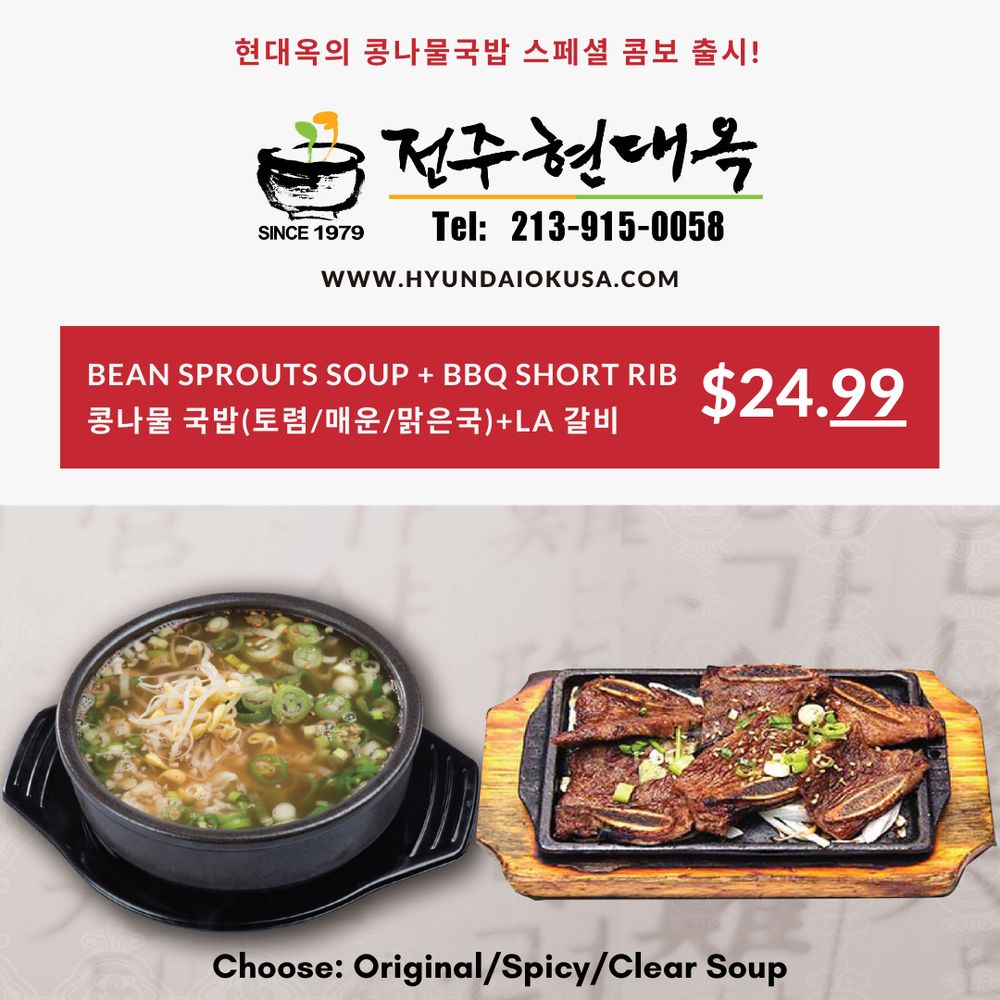 현대옥의 콩나물국밥 스페셜 콤보 출시!
전주현대옥
SINCE 1979
Tel: 213-915-0058
WWW.HYUNDAIOKUSA.COM
BEAN SPROUTS SOUP + BBQ SHORT RIB
콩나물 국밥(토렴/매운/맑은국)+LA 갈비
$24.99
Choose: Original/Spicy/Clear Soup